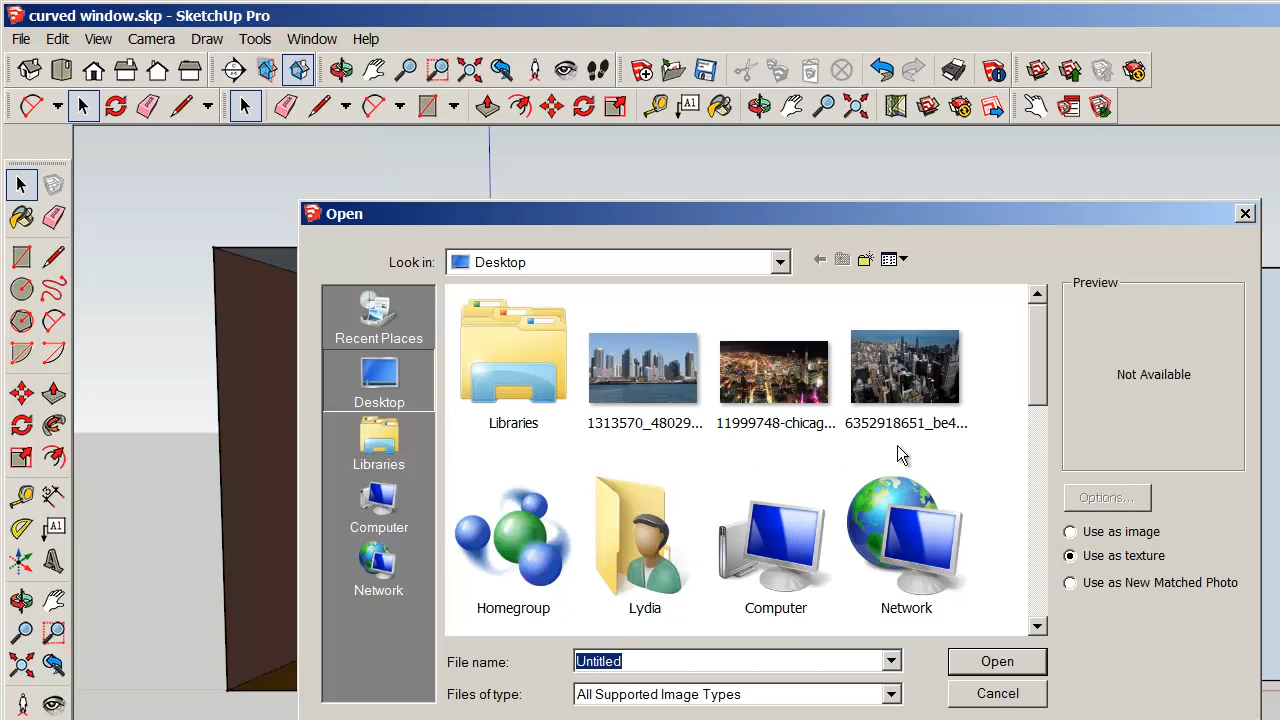 curved window.skp - SketchUp Pro
File Edit View Camera Draw Tools Window Help
A1
Open
Look in: Desktop
Preview
Not Available
Recent Places
Desktop
Libraries
Computer
Network
Libraries 1313570_48029... 11999748-chicag... 6352918651_be4...
Homegroup Lydia Computer Network
Options...
Use as image
Use as texture
Use as New Matched Photo
A1
File name: Untitled Open
Files of type: All Supported Image Types Cancel